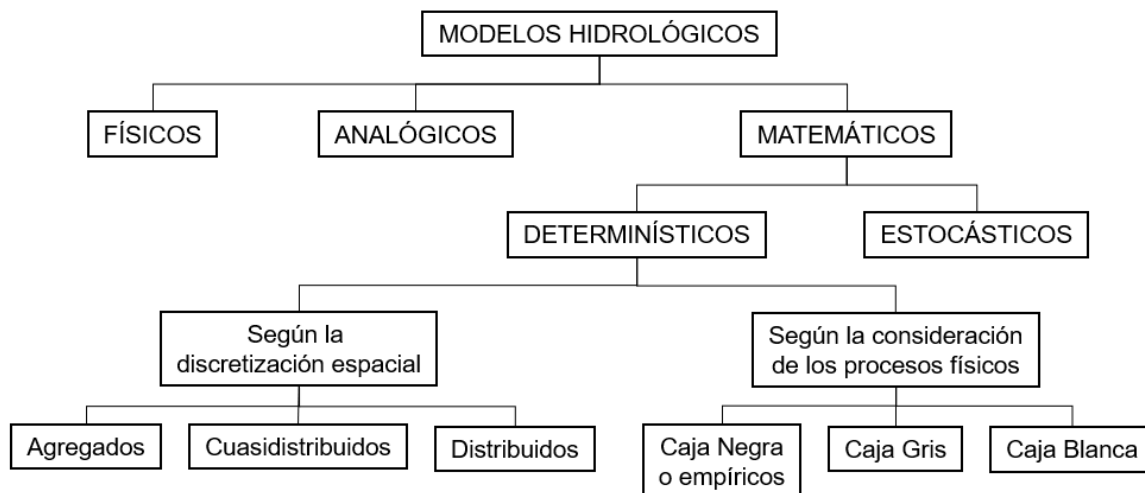 MODELOS HIDROLÓGICOS
FÍSICOS
ANALÓGICOS
MATEMÁTICOS
DETERMINÍSTICOS
ESTOCÁSTICOS
Según la
discretización espacial
Según la consideración
de los procesos físicos
Agregados
Cuasidistribuidos
Distribuidos
Caja Negra
o empíricos
Caja Gris
Caja Blanca